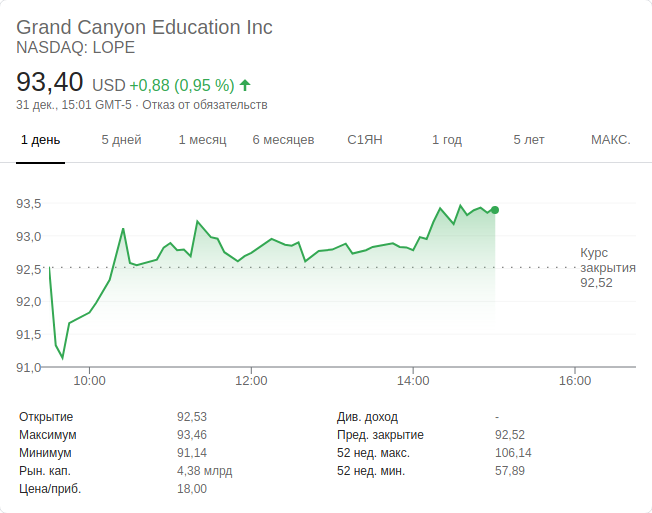 Grand Canyon Education Inc
NASDAQ: LOPE
93,40 USD +0,88 (0,95 %)
31 дек., 15:01 GMT-5 · Отказ от обязательств
1 день 5 дней 1 месяц 6 месяцев С1ЯН 1 год 5 лет МАКС.
93,5
93,0
92,5
92,0
91,5
91,0
Курс
закрытия
92,52
10:00 12:00 14:00 16:00
Открытие 92,53 Див. доход -
Максимум 93,46 Пред. закрытие 92,52
Минимум 91,14 52 нед. макс. 106,14
Рын. кап. 4,38 млрд 52 нед. мин. 57,89
Цена/приб. 18,00